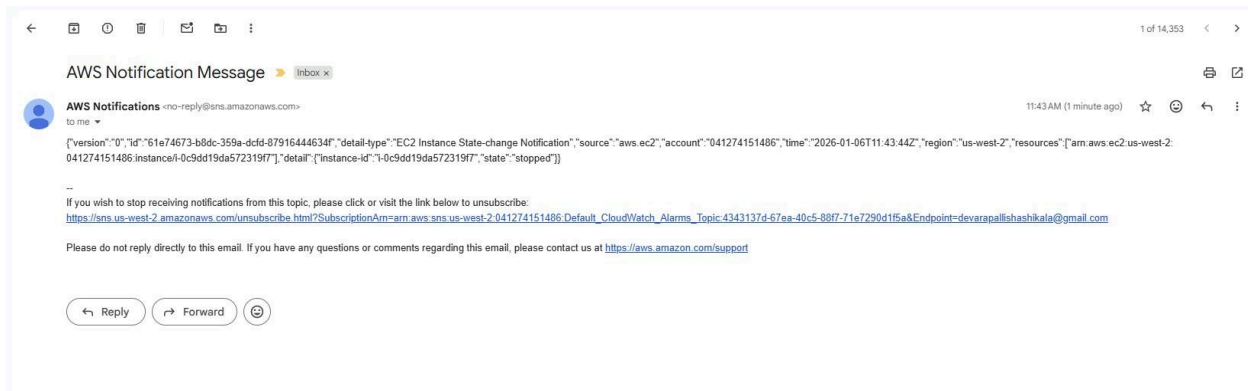 1 of 14,353
AWS Notification Message Inbox ×
AWS Notifications <no-reply@sns.amazonaws.com> 11:43 AM (1 minute ago)
to me
{"version":"0","id":"61e74673-b8dc-359a-dcfd-87916444634f","detail-type":"EC2 Instance State-change Notification","source":"aws.ec2","account":"041274151486","time":"2026-01-06T11:43:44Z","region":"us-west-2","resources":["arn:aws:ec2:us-west-2:
041274151486:instance/i-0c9dd19da572319f7"],"detail":{"instance-id":"i-0c9dd19da572319f7","state":"stopped"}}
--
If you wish to stop receiving notifications from this topic, please click or visit the link below to unsubscribe:
https://sns.us-west-2.amazonaws.com/unsubscribe.html?SubscriptionArn=arn:aws:sns:us-west-2:041274151486:Default_CloudWatch_Alarms_Topic:4343137d-67ea-40c5-88f7-71e7290d1f5a&Endpoint=devarapallishashikala@gmail.com
Please do not reply directly to this email. If you have any questions or comments regarding this email, please contact us at https://aws.amazon.com/support
Reply Forward